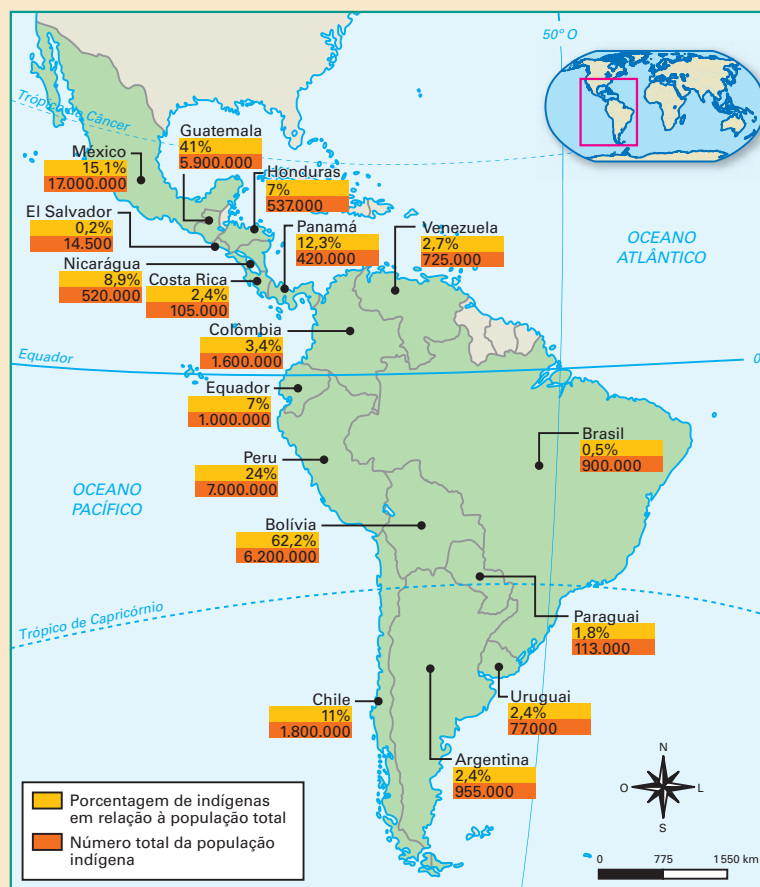 50° O
Trópico de Câncer
Guatemala
41%
5.900.000
México
15,1%
17.000.000
Honduras
7%
537.000
El Salvador
0,2%
14.500
Panamá
12,3%
420.000
Venezuela
2,7%
725.000
OCEANO
ATLÂNTICO
Nicarágua
8,9%
520.000
Costa Rica
2,4%
105.000
Colômbia
3,4%
1.600.000
Equador
0
Equador
7%
1.000.000
Brasil
0,5%
900.000
Peru
24%
7.000.000
OCEANO
PACÍFICO
Bolívia
62,2%
6.200.000
Trópico de Capricórnio
Paraguai
1,8%
113.000
Chile
11%
1.800.000
Uruguai
2,4%
77.000
Argentina
2,4%
955.000
N
O
L
S
Porcentagem de indígenas
em relação à população total
Número total da população
indígena
0 775 1 550 km